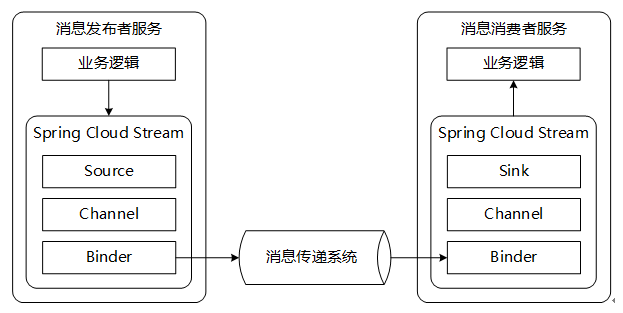 消息发布者服务
业务逻辑
Spring Cloud Stream
Source
Channel
Binder
消息传递系统
消息消费者服务
业务逻辑
Spring Cloud Stream
Sink
Channel
Binder